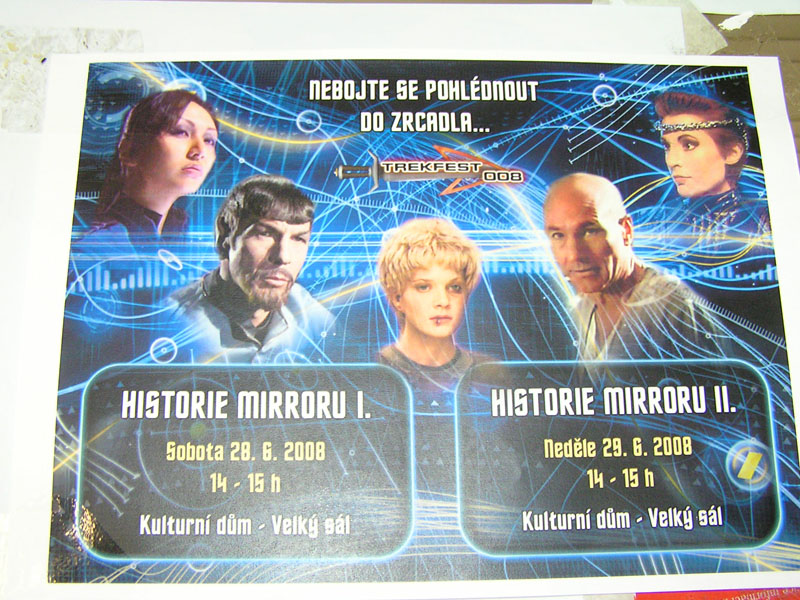 NEBOJTE SE POHLÉDNOUT
DO ZRCADLA...
TREKFEST
008
HISTORIE MIRRORU I.
Sobota 28. 6. 2008
14 - 15 h
Kulturní dům - Velký sál
HISTORIE MIRRORU II.
Neděle 29. 6. 2008
14 - 15 h
Kulturní dům - Velký sál